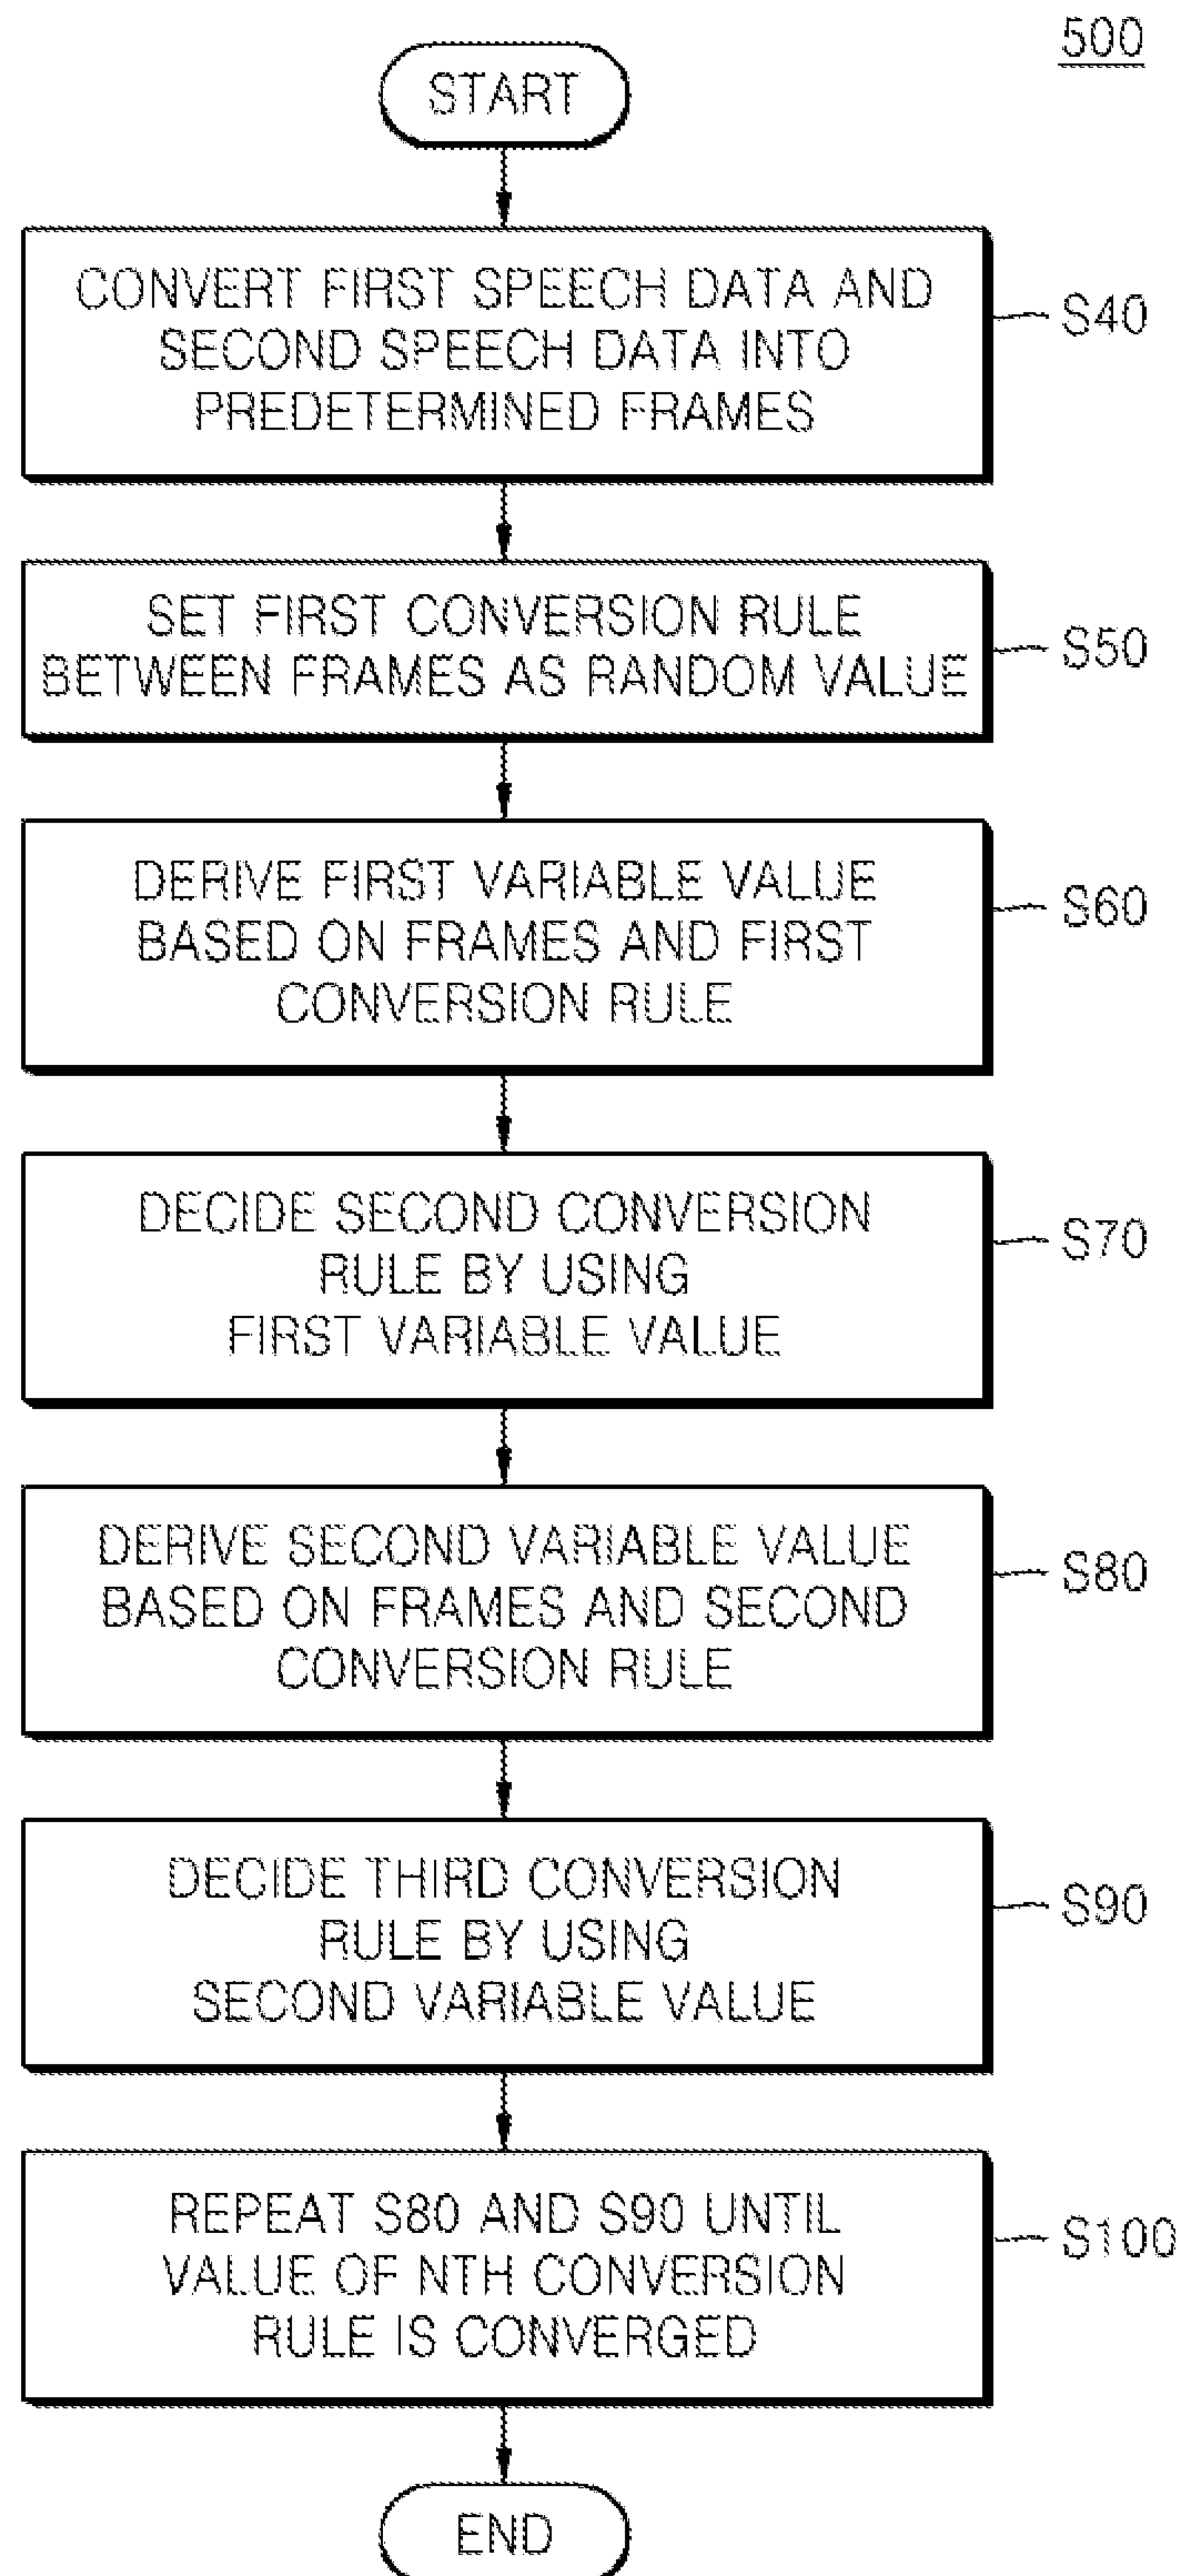 500
START
CONVERT FIRST SPEECH DATA AND
SECOND SPEECH DATA INTO
PREDETERMINED FRAMES
S40
SET FIRST CONVERSION RULE
BETWEEN FRAMES AS RANDOM VALUE
S50
DERIVE FIRST VARIABLE VALUE
BASED ON FRAMES AND FIRST
CONVERSION RULE
S60
DECIDE SECOND CONVERSION
RULE BY USING
FIRST VARIABLE VALUE
S70
DERIVE SECOND VARIABLE VALUE
BASED ON FRAMES AND SECOND
CONVERSION RULE
S80
DECIDE THIRD CONVERSION
RULE BY USING
SECOND VARIABLE VALUE
S90
REPEAT S80 AND S90 UNTIL
VALUE OF NTH CONVERSION
RULE IS CONVERGED
S100
END